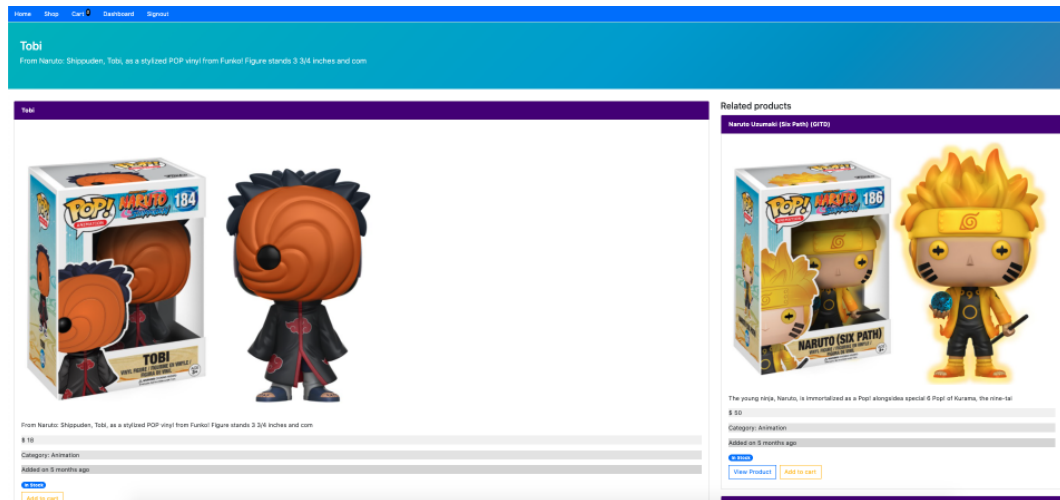 Home Shop Cart 0 Dashboard Signout
Tobi
From Naruto: Shippuden, Tobi, as a stylized POP vinyl from Funko! Figure stands 3 3/4 inches and com
Tobi
POP!
NARUTO
184
TOBI
From Naruto: Shippuden, Tobi, as a stylized POP vinyl from Funko! Figure stands 3 3/4 inches and com
$ 18
Category: Animation
Added on 5 months ago
In Stock
Add to cart
Related products
Naruto Uzumaki (Six Path) (GITD)
POP!
NARUTO
186
NARUTO (SIX PATH)
The young ninja, Naruto, is immortalized as a Pop! alongsidea special 6 Pop! of Kurama, the nine-tai
$ 50
Category: Animation
Added on 5 months ago
In Stock
View Product Add to cart